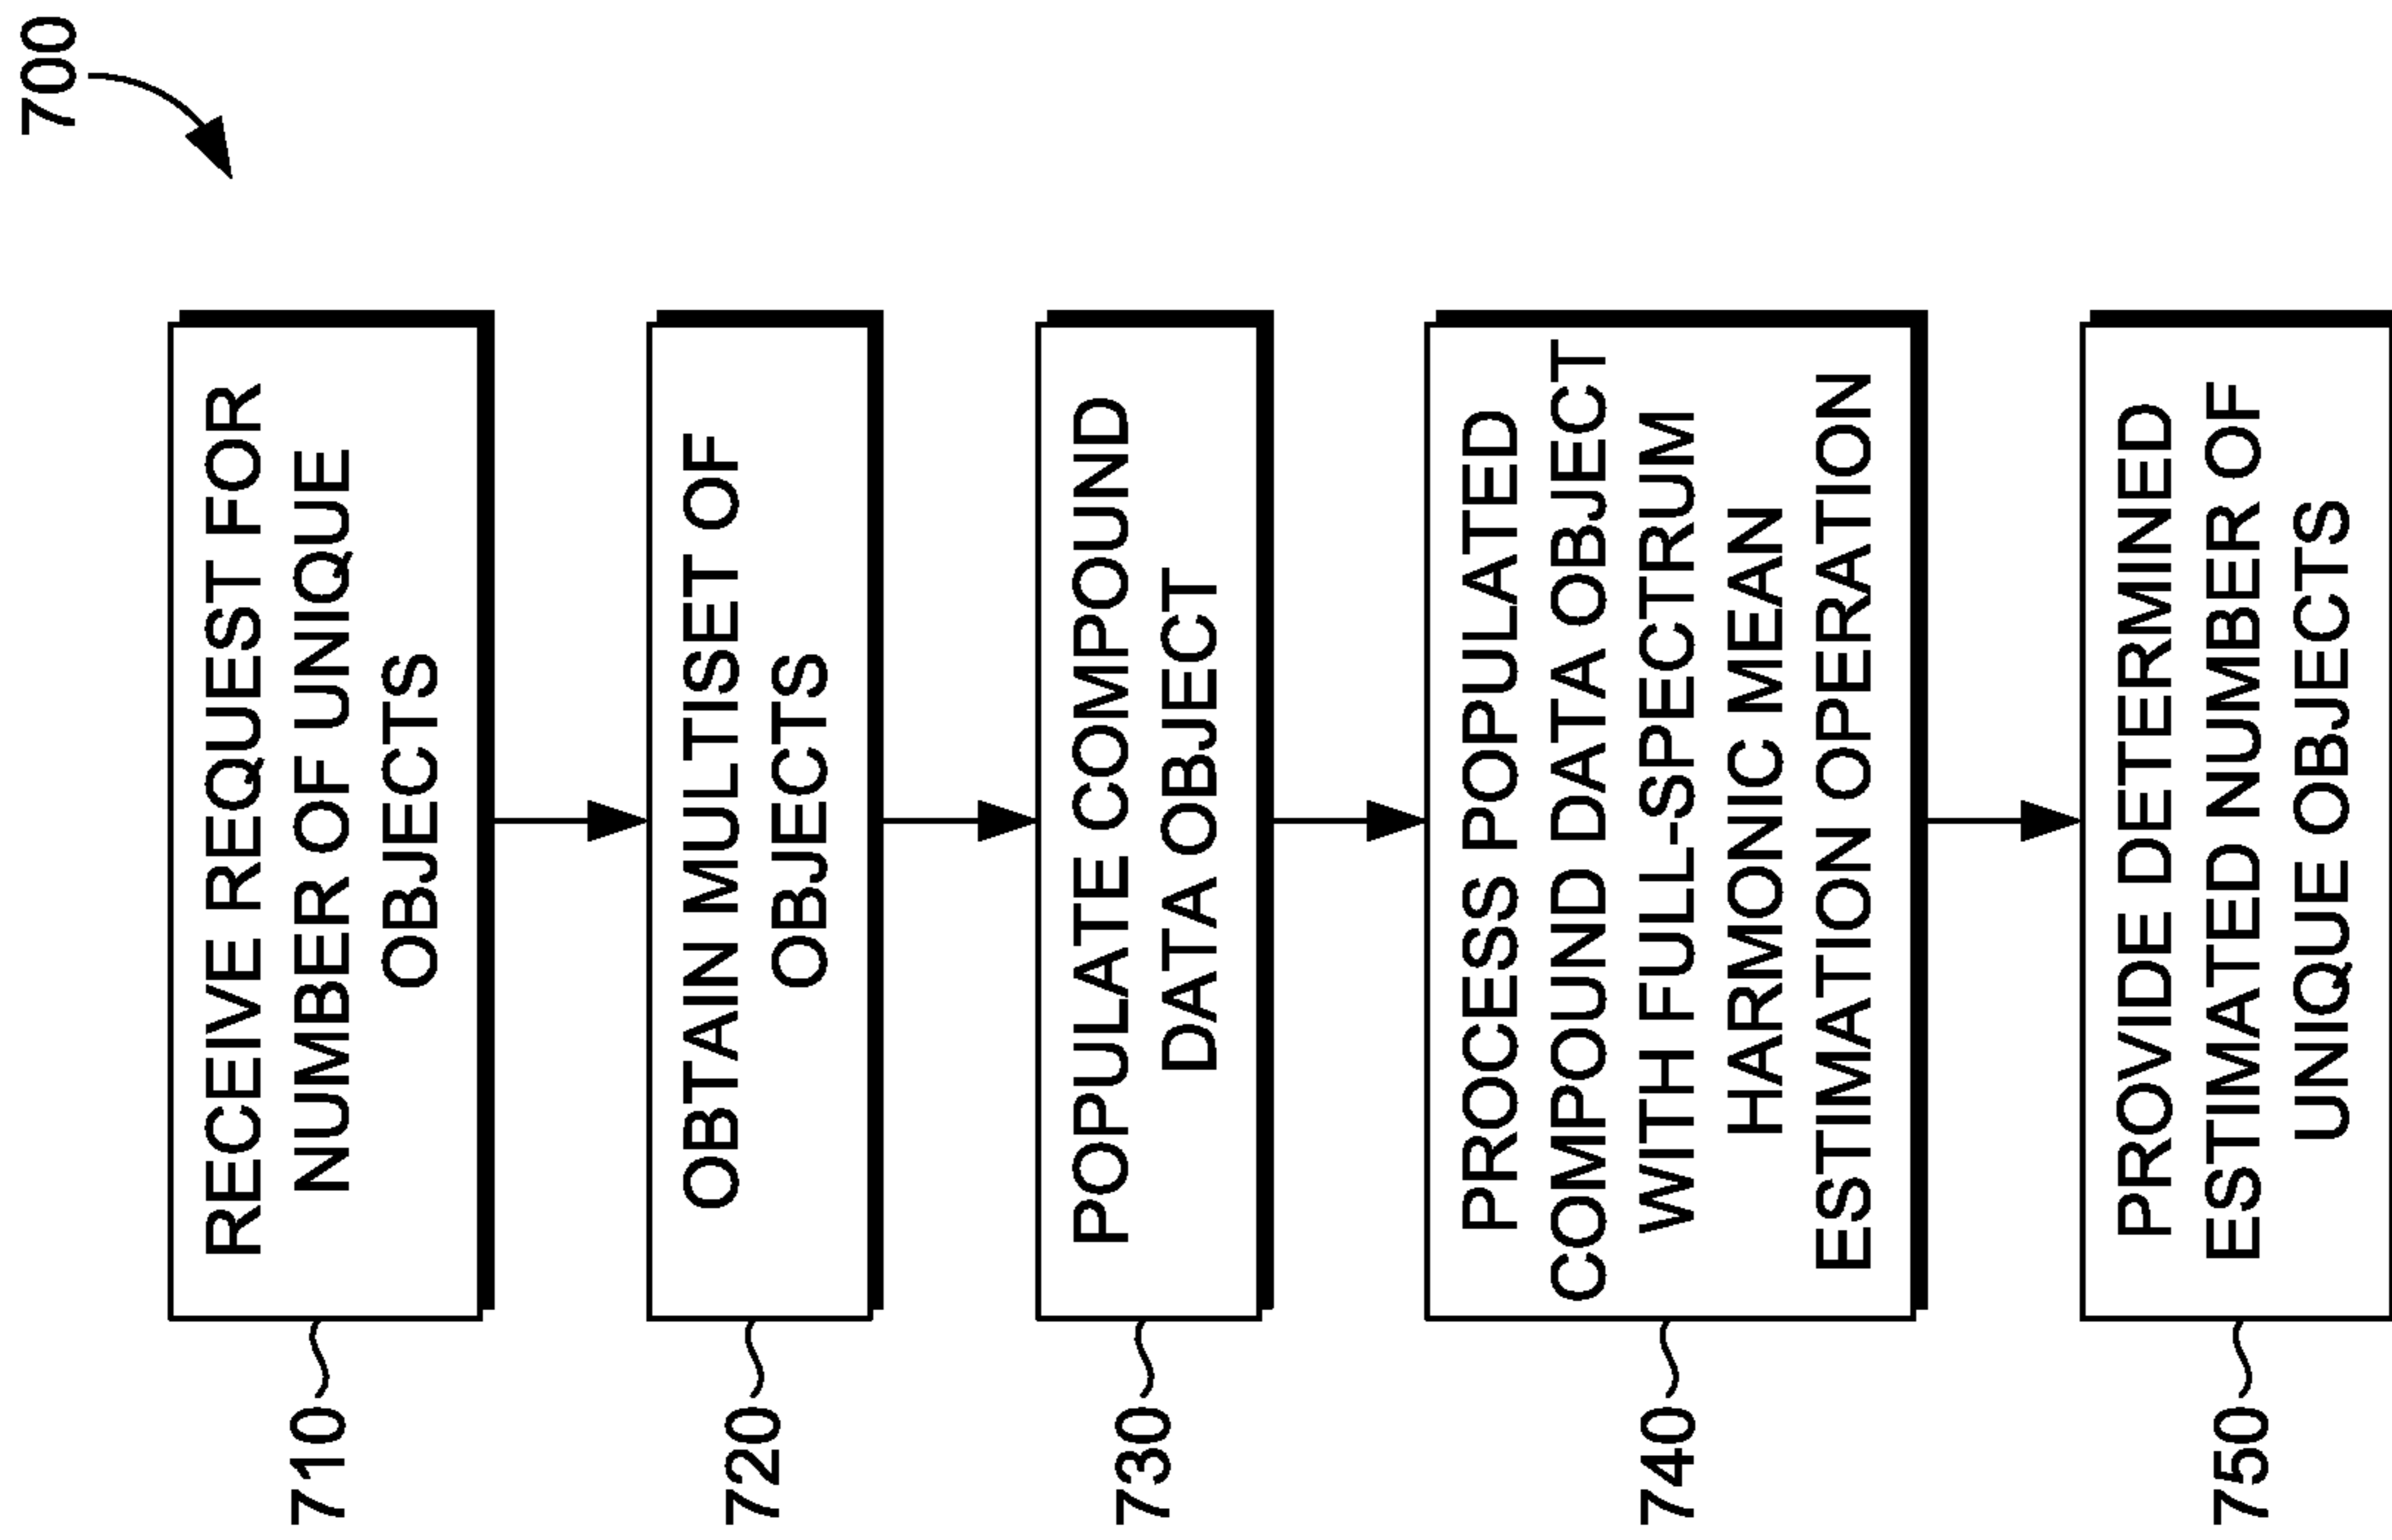 700
710
RECEIVE REQUEST FOR
NUMBER OF UNIQUE
OBJECTS
720
OBTAIN MULTISET OF
OBJECTS
730
POPULATE COMPOUND
DATA OBJECT
740
PROCESS POPULATED
COMPOUND DATA OBJECT
WITH FULL-SPECTRUM
HARMONIC MEAN
ESTIMATION OPERATION
750
PROVIDE DETERMINED
ESTIMATED NUMBER OF
UNIQUE OBJECTS